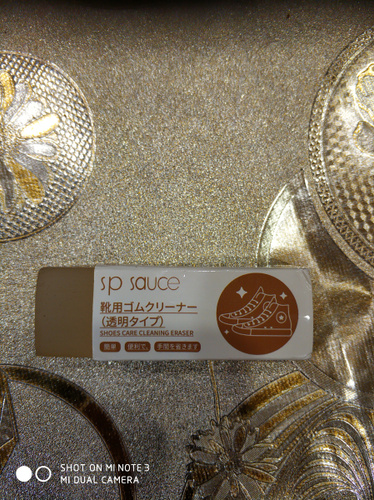 sp sauce
靴用ゴムクリーナー
（透明タイプ）
SHOES CARE CLEANING ERASER
簡単 便利で、 手間を省きます
SHOT ON MI NOTE 3
MI DUAL CAMERA